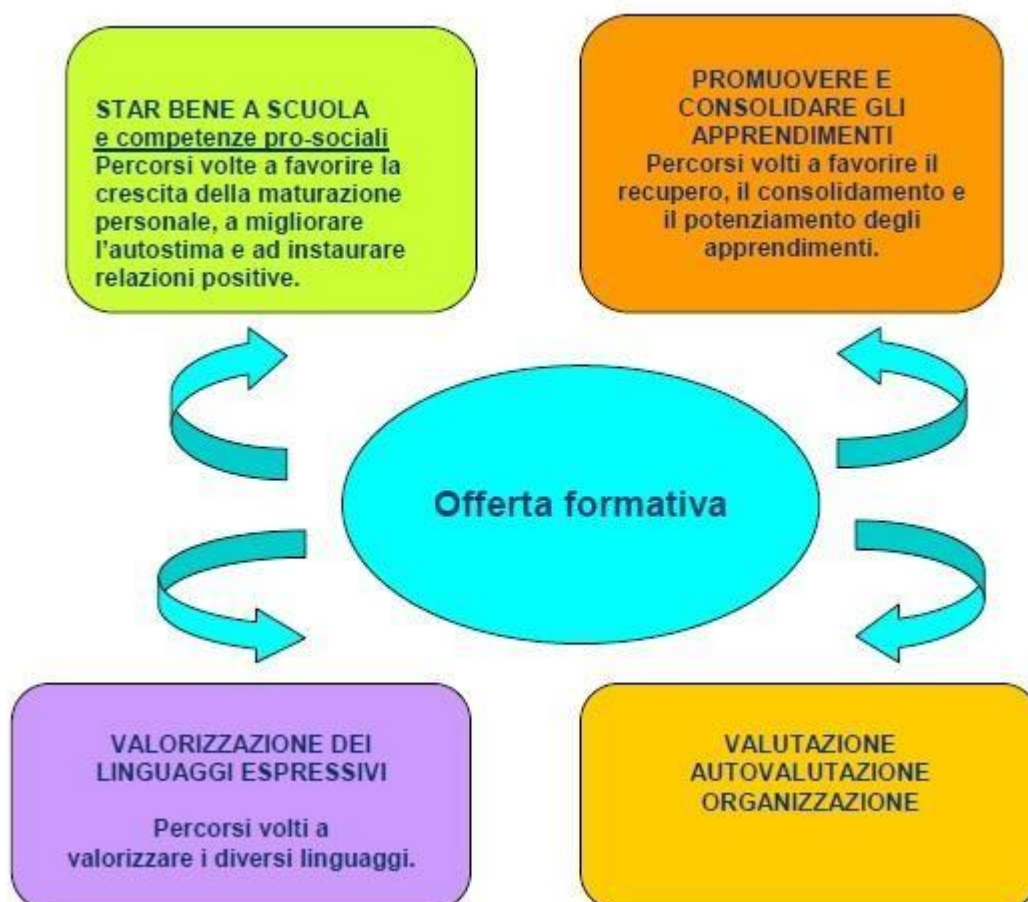 STAR BENE A SCUOLA
e competenze pro-sociali
Percorsi volte a favorire la
crescita della maturazione
personale, a migliorare
l'autostima e ad instaurare
relazioni positive.
PROMUOVERE E
CONSOLIDARE GLI
APPRENDIMENTI
Percorsi volti a favorire il
recupero, il consolidamento e
il potenziamento degli
apprendimenti.
Offerta formativa
VALORIZZAZIONE DEI
LINGUAGGI ESPRESSIVI
Percorsi volti a
valorizzare i diversi linguaggi.
VALUTAZIONE
AUTOVALUTAZIONE
ORGANIZZAZIONE